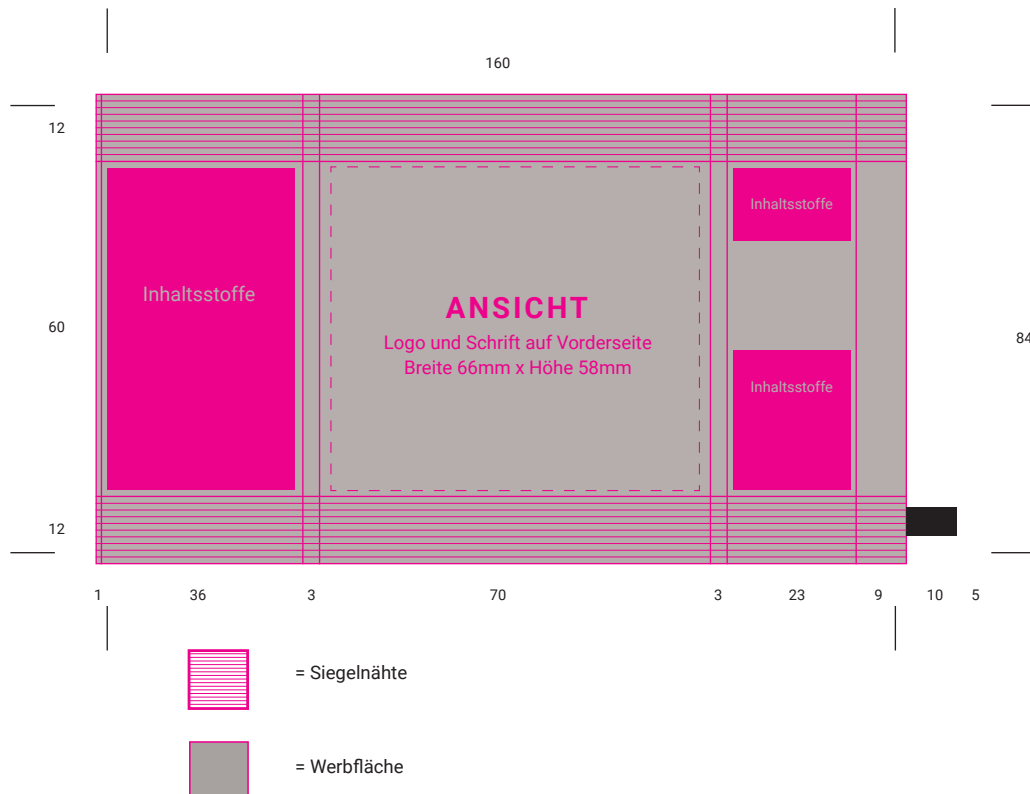 160
12
Inhaltsstoffe
Inhaltsstoffe
ANSICHT
60
Logo und Schrift auf Vorderseite
84
Breite 66mm x Höhe 58mm
Inhaltsstoffe
12
1 36 3 70 3 23 9 10 5
= Siegelnähte
= Werbfläche